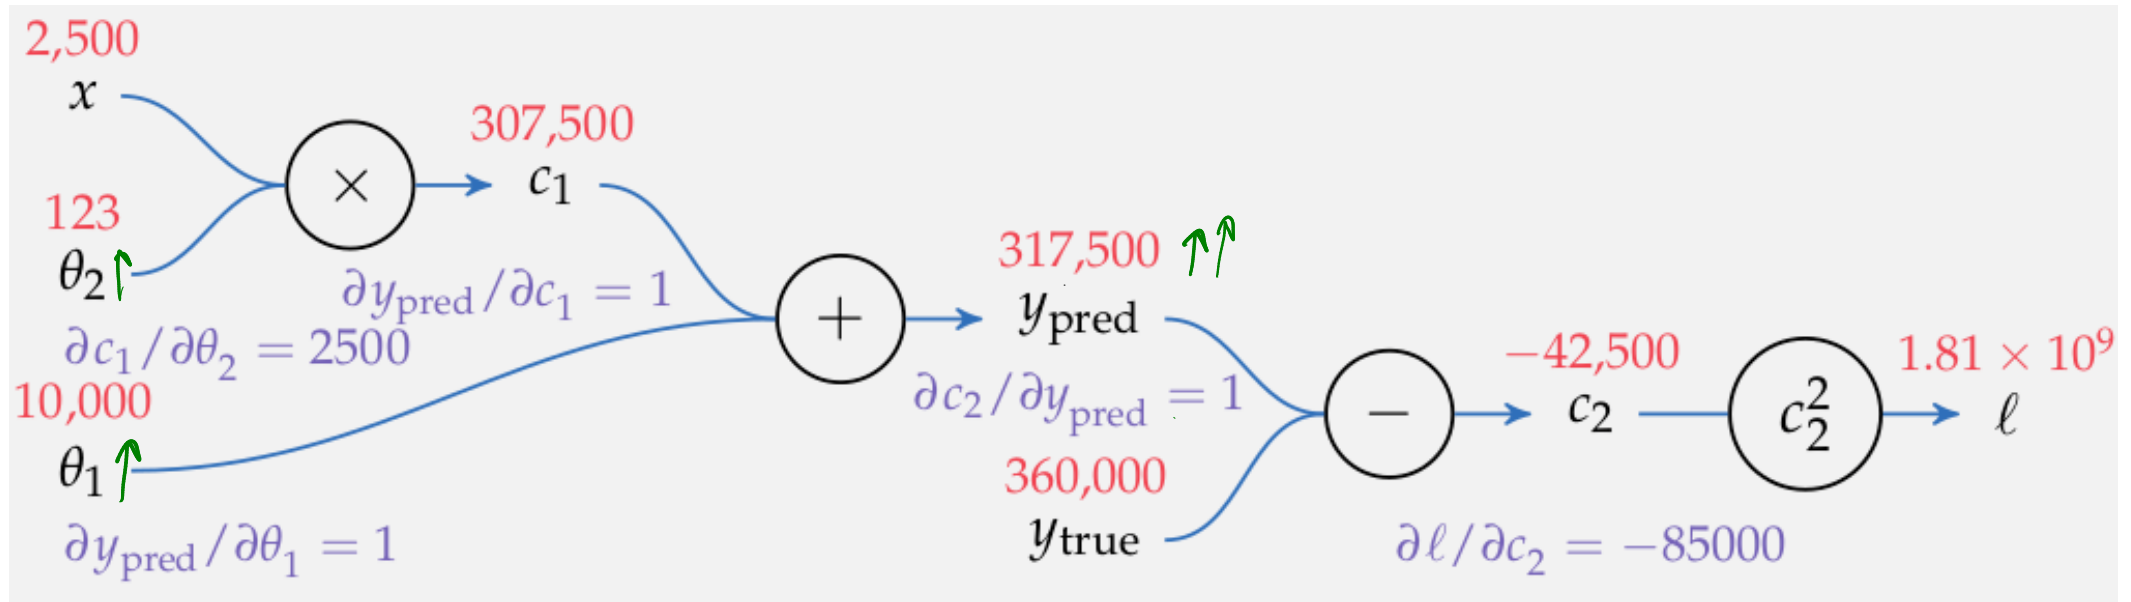 2,500
x
307,500
×
c₁
123
θ₂
317,500
∂y_pred/∂c₁ = 1
+
y_pred
∂c₁/∂θ₂ = 2500
−42,500
1.81 × 10⁹
10,000
∂c₂/∂y_pred = 1
−
c₂
c₂²
ℓ
θ₁
360,000
y_true
∂y_pred/∂θ₁ = 1
∂ℓ/∂c₂ = −85000